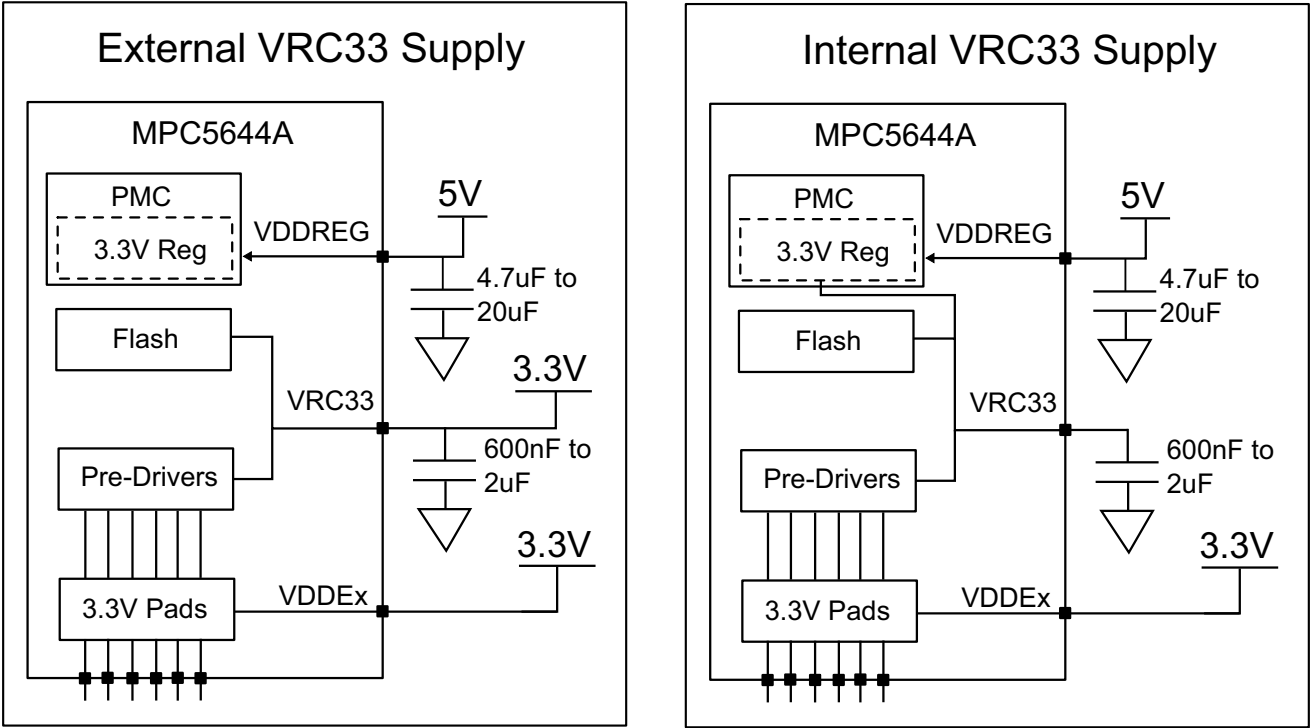 External VRC33 Supply
MPC5644A
PMC
3.3V Reg
VDDREG
5V
4.7uF to
20uF
Flash
3.3V
VRC33
600nF to
2uF
Pre-Drivers
3.3V
VDDEx
3.3V Pads
Internal VRC33 Supply
MPC5644A
PMC
3.3V Reg
VDDREG
5V
4.7uF to
20uF
Flash
VRC33
600nF to
2uF
Pre-Drivers
3.3V
VDDEx
3.3V Pads